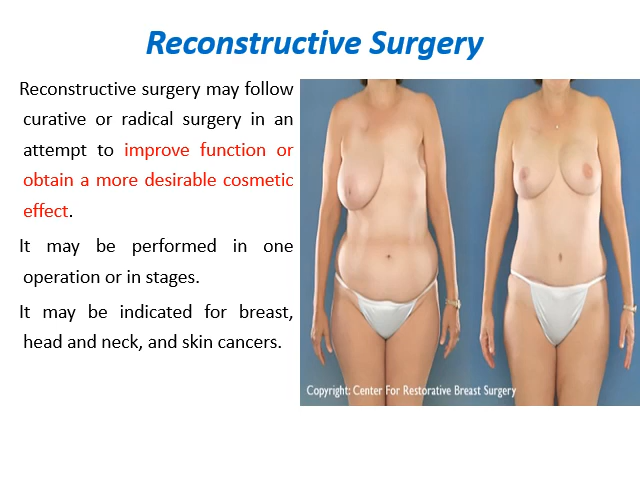 Reconstructive Surgery
Reconstructive surgery may follow
curative or radical surgery in an
attempt to improve function or
obtain a more desirable cosmetic
effect.
It may be performed in one
operation or in stages.
It may be indicated for breast,
head and neck, and skin cancers.
Copyright: Center For Restorative Breast Surgery